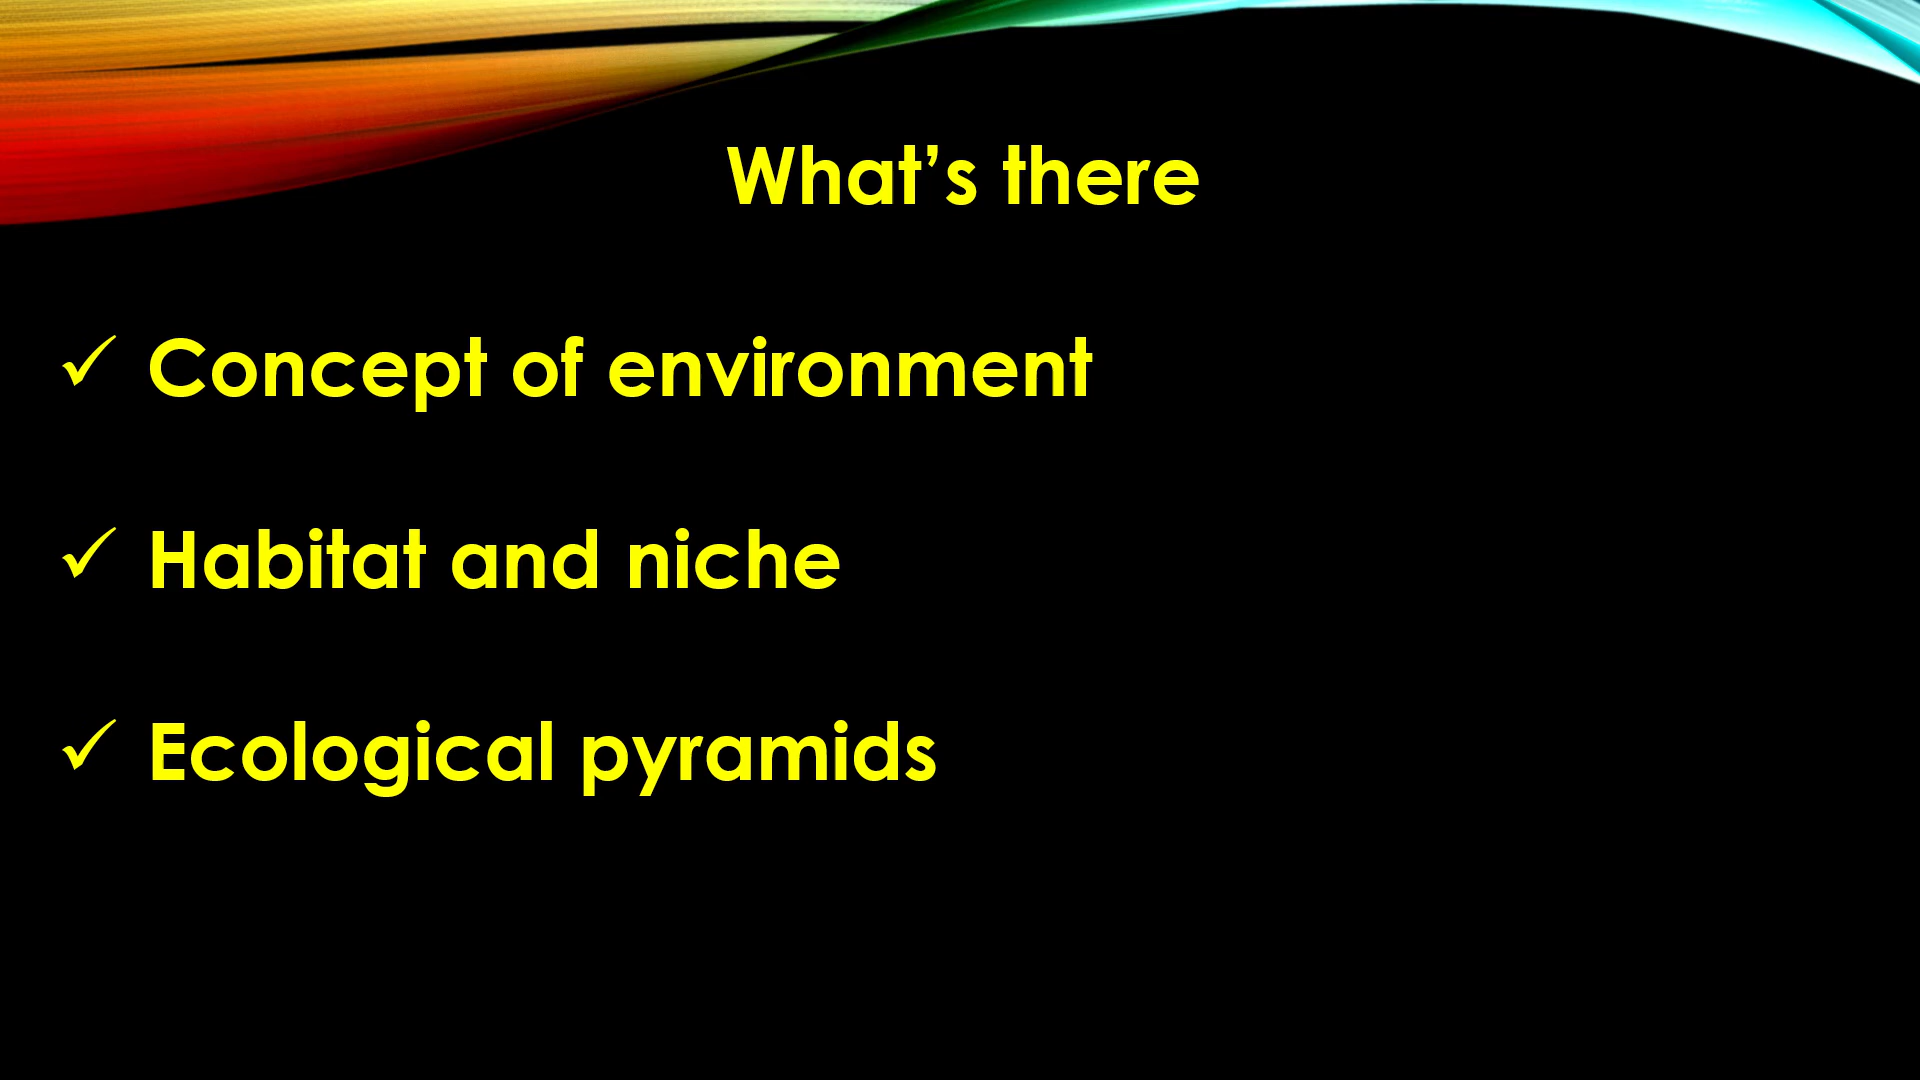 What’s there
✓ Concept of environment
✓ Habitat and niche
✓ Ecological pyramids